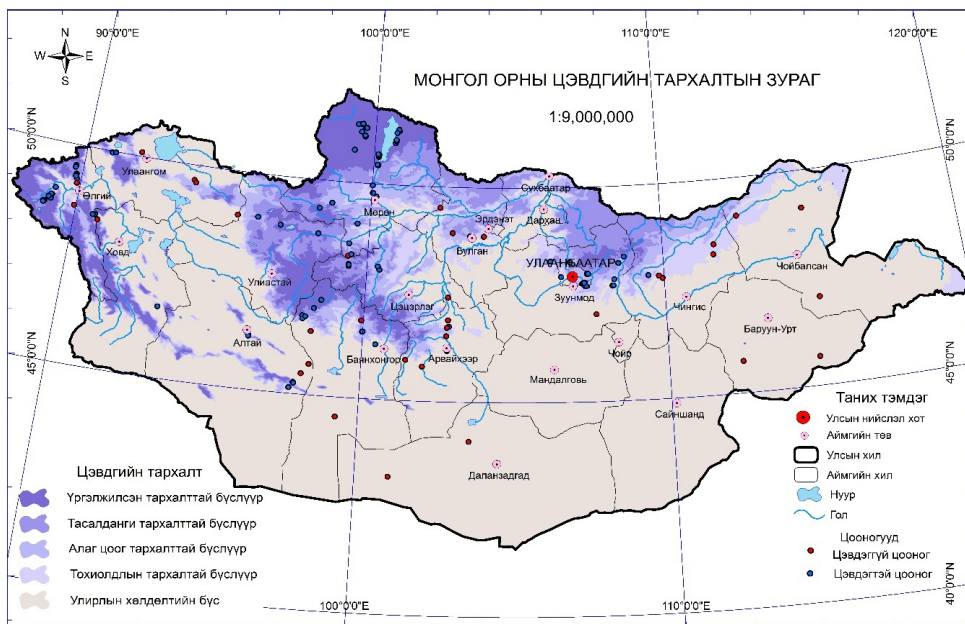 90°0'0"E
100°0'0"E
110°0'0"E
120°0'0"E
N
W E
S
МОНГОЛ ОРНЫ ЦЭВДГИЙН ТАРХАЛТЫН ЗУРАГ
1:9,000,000
50°0'0"N
50°0'0"N
Улаангом
Өлгий
Сухбаатар
Мөрөн
Дархан
Эрдэнэт
Булган
Ховд
УЛААНБААТАР
Чойбалсан
Улиастай
Зуунмод
Цэцэрлэг
Чингис
Баруун-Урт
Алтай
Чойр
Баянхонгор
Арвайхээр
45°0'0"N
45°0'0"N
Мандалговь
Сайншанд
Даланзадгад
Таних тэмдэг
Улсын нийслэл хот
Аймгийн төв
Улсын хил
Аймгийн хил
Нуур
Гол
Цооногууд
Цэвдэггүй цооног
Цэвдэгтэй цооног
Цэвдгийн тархалт
Үргэлжилсэн тархалттай бүслүүр
Тасалданги тархалттай бүслүүр
Алаг цоог тархалттай бүслүүр
Тохиолдлын тархалтай бүслүүр
Улирлын хөлдөлтийн бүс
40°0'0"N
100°0'0"E
110°0'0"E